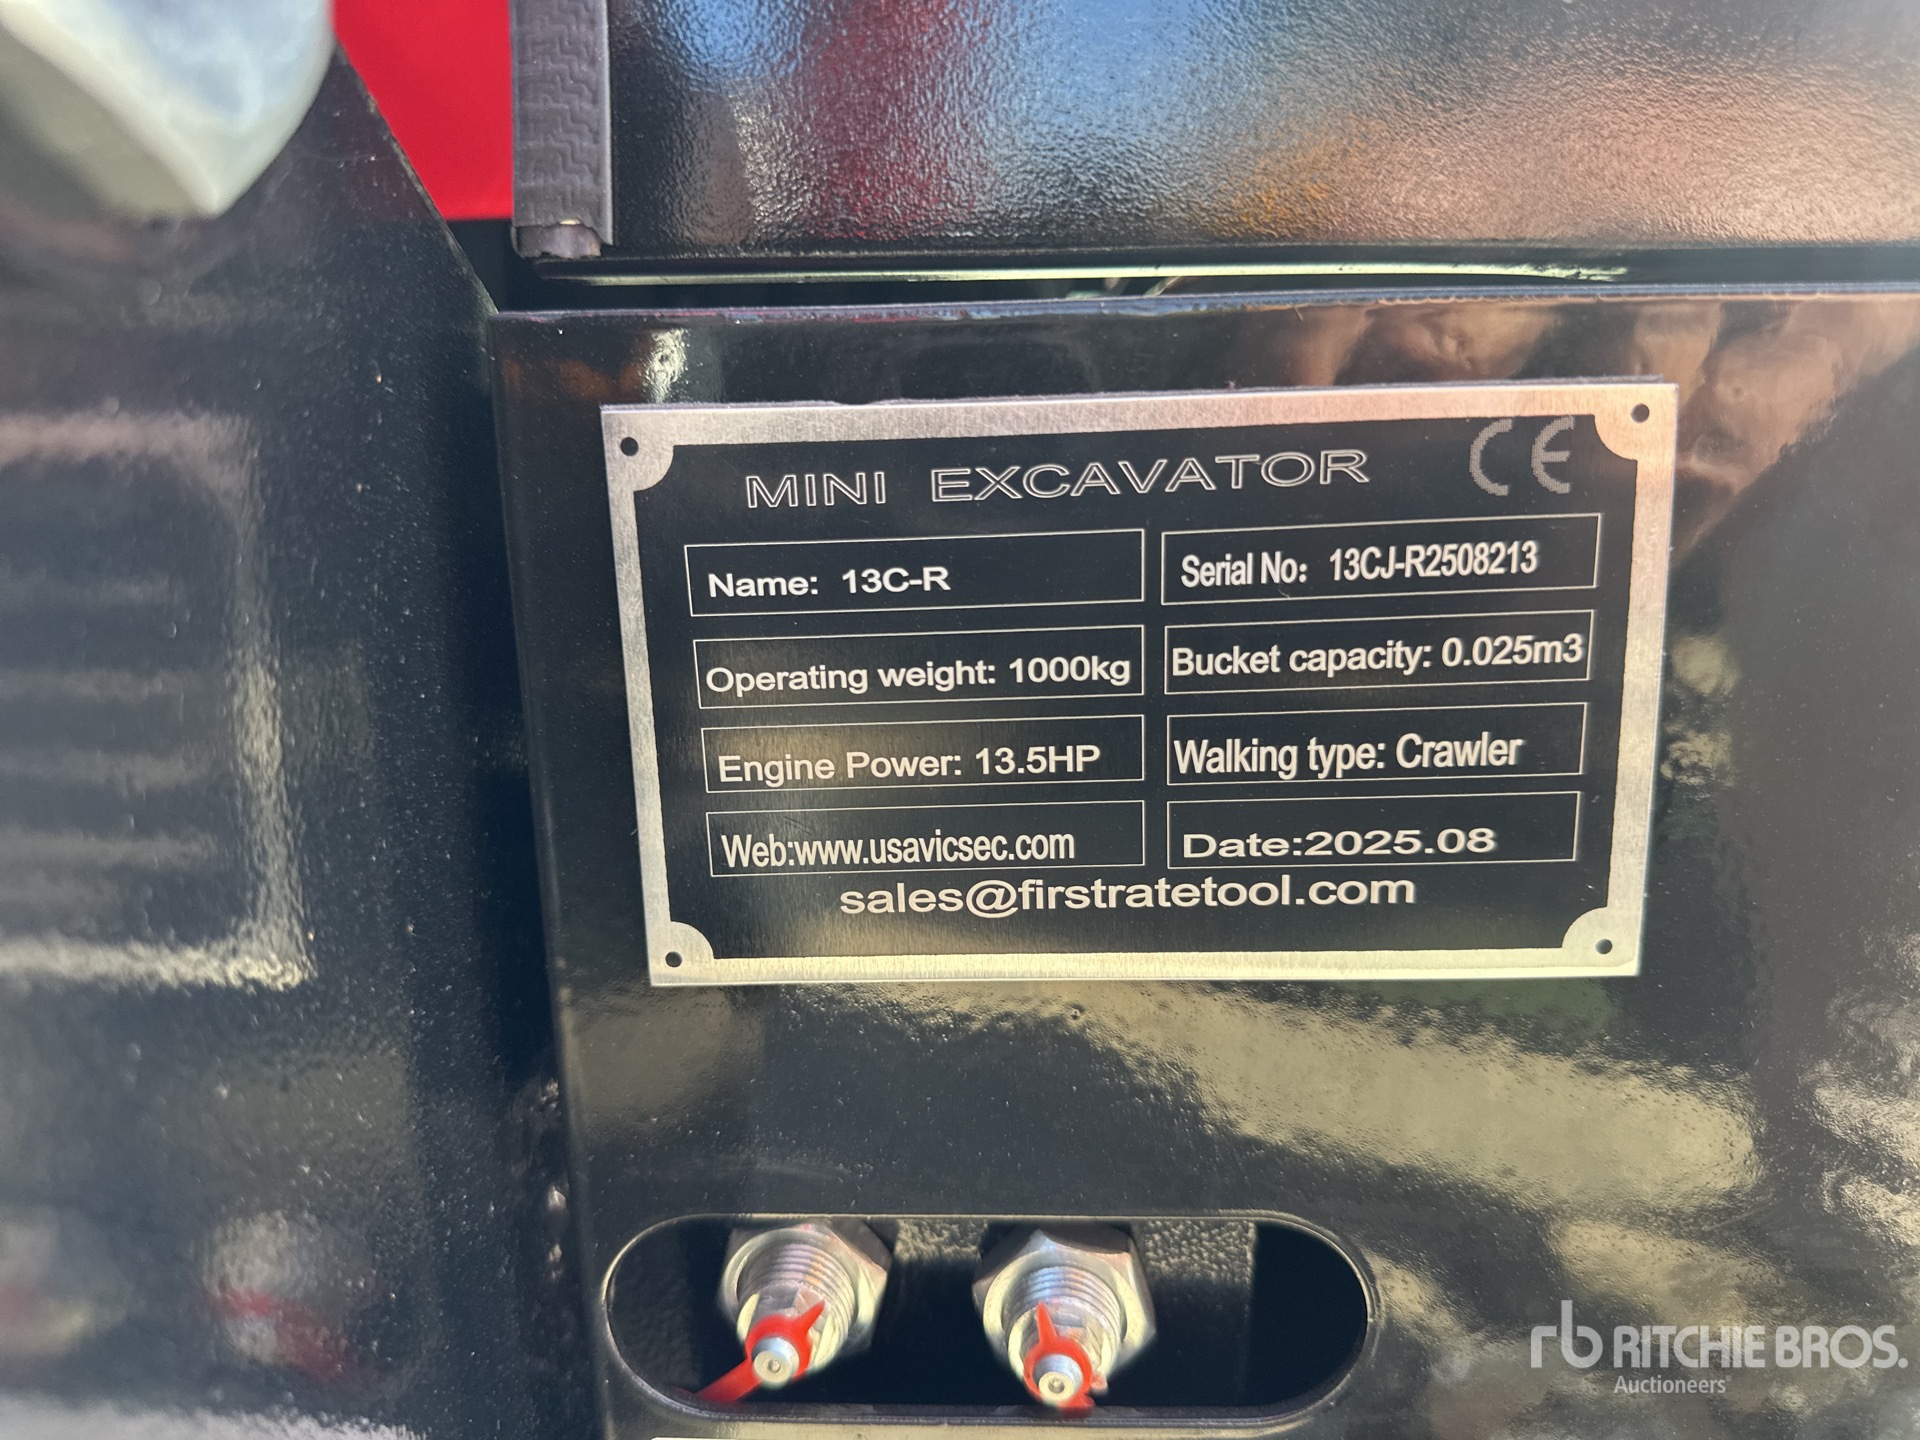 MINI EXCAVATOR CE
Name: 13C-R
Serial No: 13CJ-R2508213
Operating weight: 1000kg
Bucket capacity: 0.025m3
Engine Power: 13.5HP
Walking type: Crawler
Web:www.usavicsec.com
Date:2025.08
sales@firstratetool.com
rb RITCHIE BROS.
Auctioneers